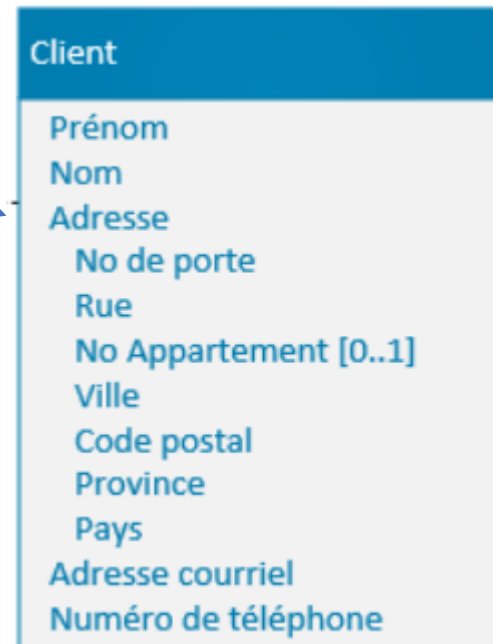 Client
Prénom
Nom
Adresse
No de porte
Rue
No Appartement [0..1]
Ville
Code postal
Province
Pays
Adresse courriel
Numéro de téléphone